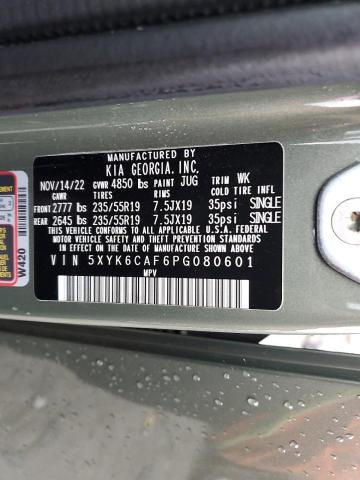 MANUFACTURED BY
KIA GEORGIA, INC.
NOV/14/22 GVWR 4850 lbs PAINT JUG TRIM WK
GAWR TIRES RIMS COLD TIRE INFL.
FRONT 2777 lbs 235/55R19 7.5JX19 35psi SINGLE
REAR 2645 lbs 235/55R19 7.5JX19 35psi SINGLE
THIS VEHICLE CONFORMS TO ALL APPLICABLE U.S.A. FEDERAL
MOTOR VEHICLE SAFETY, BUMPER, AND THEFT PREVENTION
STANDARDS IN EFFECT ON THE DATE OF MANUFACTURE SHOWN ABOVE.
VIN 5XYK6CAF6PG080601
MPV
W420